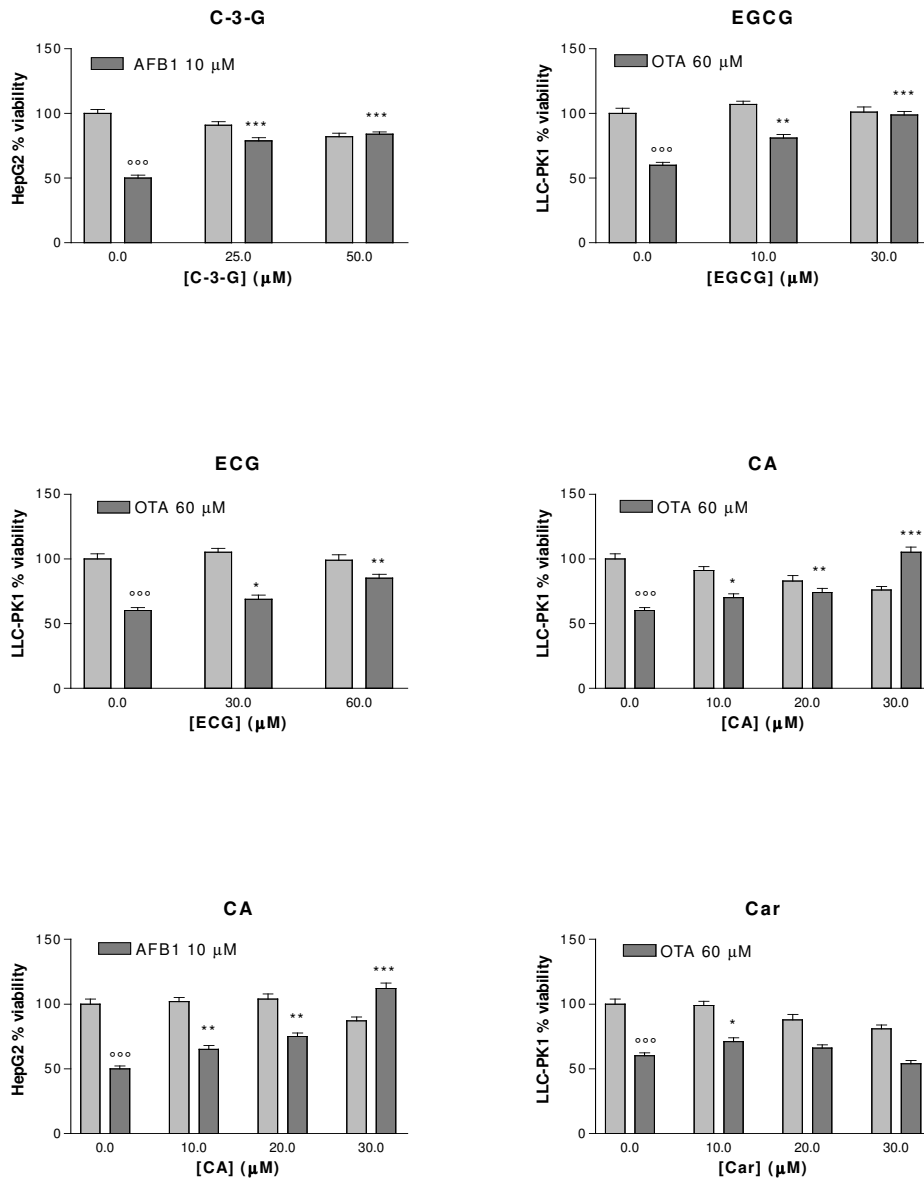 C-3-G
150
100
50
0
HepG2 % viability
AFB1 10 μM
°°°
***
***
0.0 25.0 50.0
[C-3-G] (μM)
EGCG
150
100
50
0
LLC-PK1 % viability
OTA 60 μM
°°°
**
***
0.0 10.0 30.0
[EGCG] (μM)
ECG
150
100
50
0
LLC-PK1 % viability
OTA 60 μM
°°°
*
**
0.0 30.0 60.0
[ECG] (μM)
CA
150
100
50
0
LLC-PK1 % viability
OTA 60 μM
°°°
*
**
***
0.0 10.0 20.0 30.0
[CA] (μM)
CA
150
100
50
0
HepG2 % viability
AFB1 10 μM
°°°
**
**
***
0.0 10.0 20.0 30.0
[CA] (μM)
Car
150
100
50
0
LLC-PK1 % viability
OTA 60 μM
°°°
*
0.0 10.0 20.0 30.0
[Car] (μM)